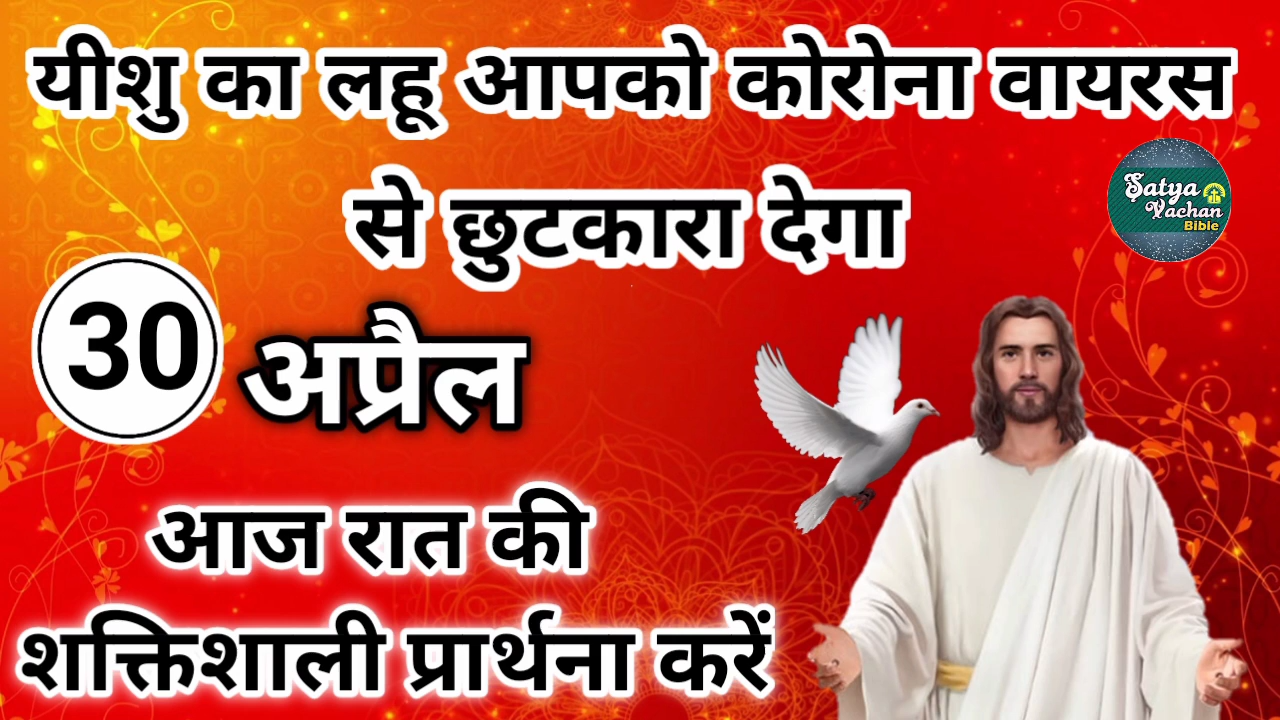 यीशु का लहू आपको कोरोना वायरस
से छुटकारा देगा
Satya
Vachan
Bible
30 अप्रैल
आज रात की
शक्तिशाली प्रार्थना करें